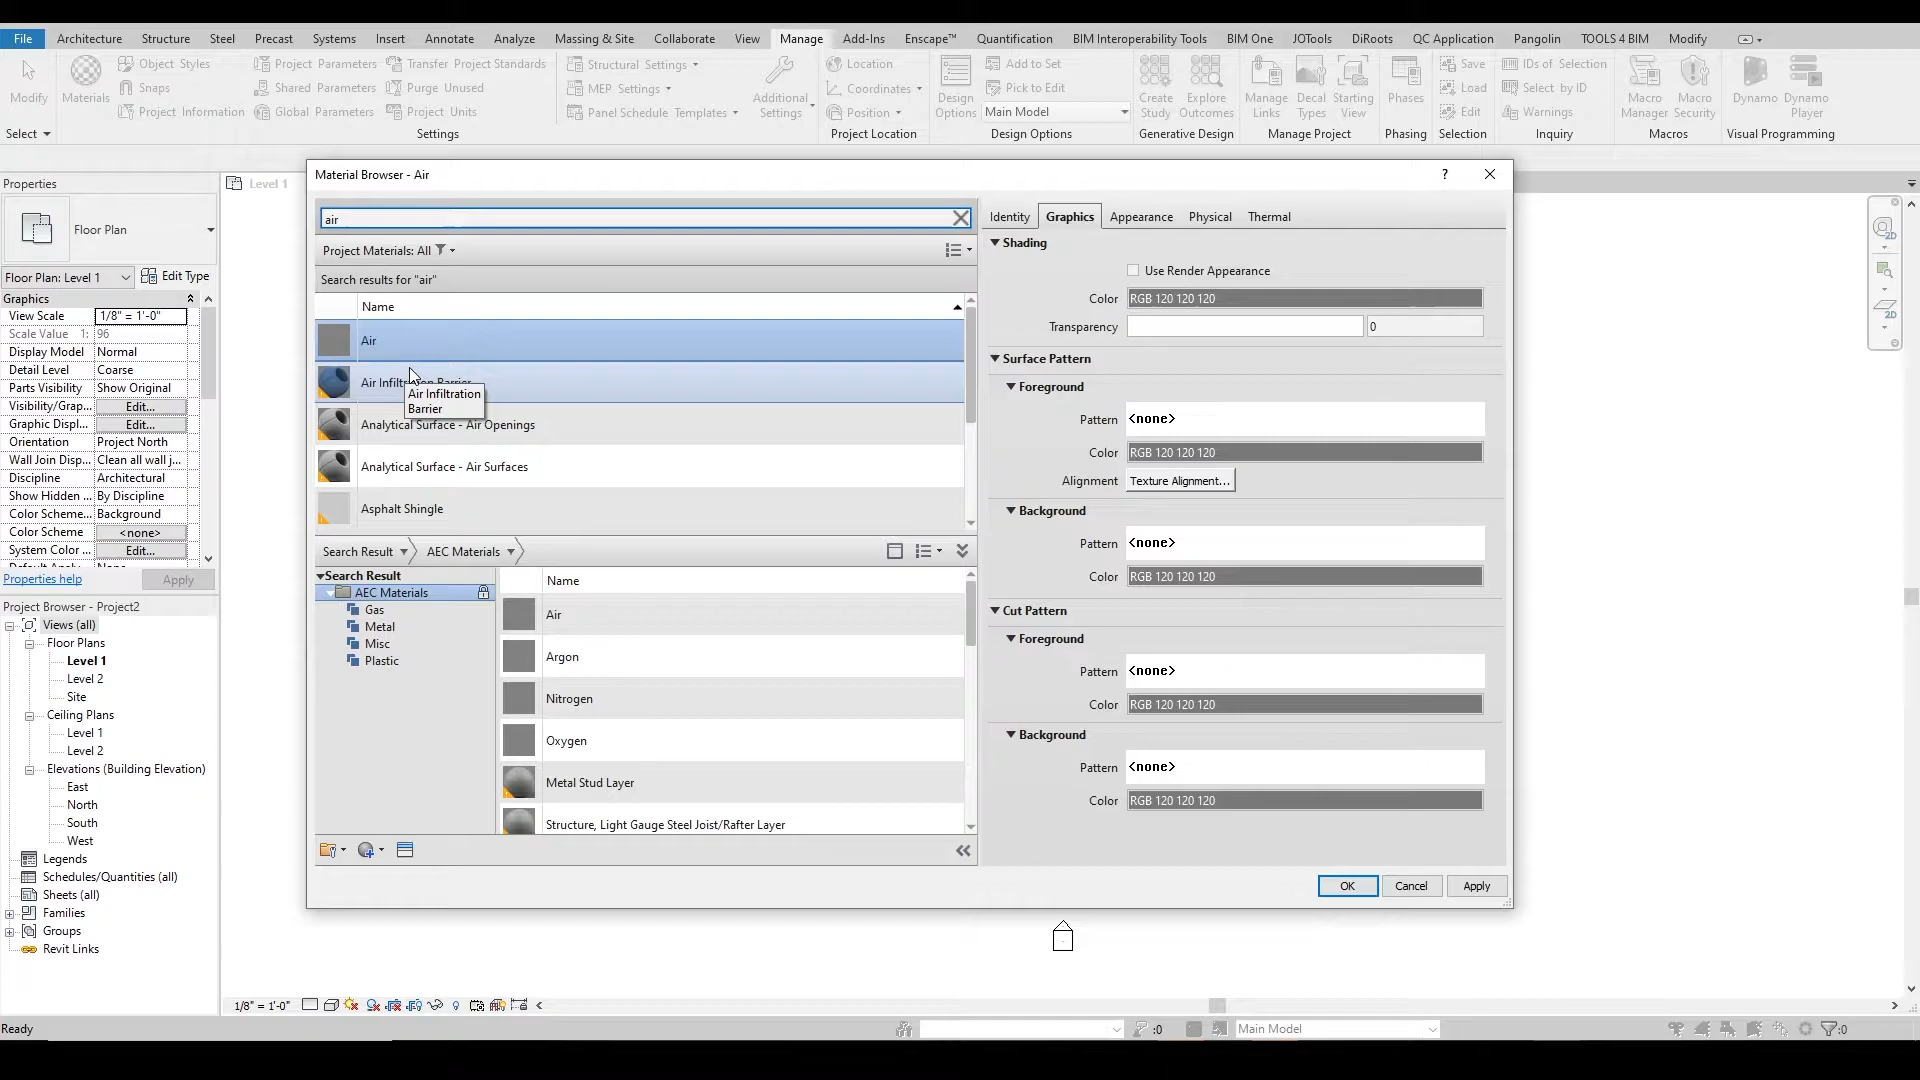 File Architecture Structure Steel Precast Systems Insert Annotate Analyze Massing & Site Collaborate View Manage Add-Ins Enscape™ Quantification BIM Interoperability Tools BIM One JOTools DiRoots QC Application Pangolin TOOLS 4 BIM Modify
Modify
Select
Materials
Object Styles
Snaps
Project Information
Project Parameters
Shared Parameters
Global Parameters
Transfer Project Standards
Purge Unused
Project Units
Settings
Structural Settings
MEP Settings
Panel Schedule Templates
Additional
Settings
Location
Coordinates
Position
Project Location
Design
Options
Add to Set
Pick to Edit
Main Model
Design Options
Create
Study
Explore
Outcomes
Generative Design
Manage
Links
Decal
Types
Starting
View
Manage Project
Phases
Phasing
Save
Load
Edit
Selection
IDs of Selection
Select by ID
Warnings
Inquiry
Macro
Manager
Macro
Security
Macros
Dynamo
Dynamo
Player
Visual Programming
Properties
Floor Plan
Floor Plan: Level 1
Edit Type
Graphics
View Scale 1/8" = 1'-0"
Scale Value 1: 96
Display Model Normal
Detail Level Coarse
Parts Visibility Show Original
Visibility/Grap... Edit...
Graphic Displ... Edit...
Orientation Project North
Wall Join Disp... Clean all wall j...
Discipline Architectural
Show Hidden ... By Discipline
Color Scheme... Background
Color Scheme <none>
System Color ... Edit...
Properties help
Apply
Project Browser - Project2
Views (all)
Floor Plans
Level 1
Level 2
Site
Ceiling Plans
Level 1
Level 2
Elevations (Building Elevation)
East
North
South
West
Legends
Schedules/Quantities (all)
Sheets (all)
Families
Groups
Revit Links
Level 1
Material Browser - Air
?
air
Project Materials: All
Search results for "air"
Name
Air
Air Infiltration Barrier
Air Infiltration
Barrier
Analytical Surface - Air Openings
Analytical Surface - Air Surfaces
Asphalt Shingle
Search Result AEC Materials
Search Result
AEC Materials
Gas
Metal
Misc
Plastic
Name
Air
Argon
Nitrogen
Oxygen
Metal Stud Layer
Structure, Light Gauge Steel Joist/Rafter Layer
Identity Graphics Appearance Physical Thermal
Shading
Use Render Appearance
Color RGB 120 120 120
Transparency 0
Surface Pattern
Foreground
Pattern <none>
Color RGB 120 120 120
Alignment Texture Alignment...
Background
Pattern <none>
Color RGB 120 120 120
Cut Pattern
Foreground
Pattern <none>
Color RGB 120 120 120
Background
Pattern <none>
Color RGB 120 120 120
OK Cancel Apply
2D
2D
1/8" = 1'-0"
Ready
:0
Main Model
:0